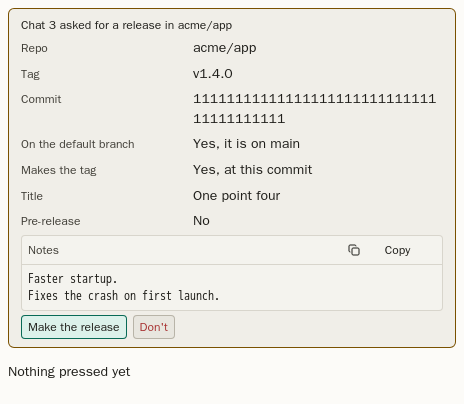 Chat 3 asked for a release in acme/app
Repo acme/app
Tag v1.4.0
Commit 11111111111111111111111111111
11111111111
On the default branch Yes, it is on main
Makes the tag Yes, at this commit
Title One point four
Pre-release No
Notes Copy
Faster startup.
Fixes the crash on first launch.
Make the release Don't
Nothing pressed yet